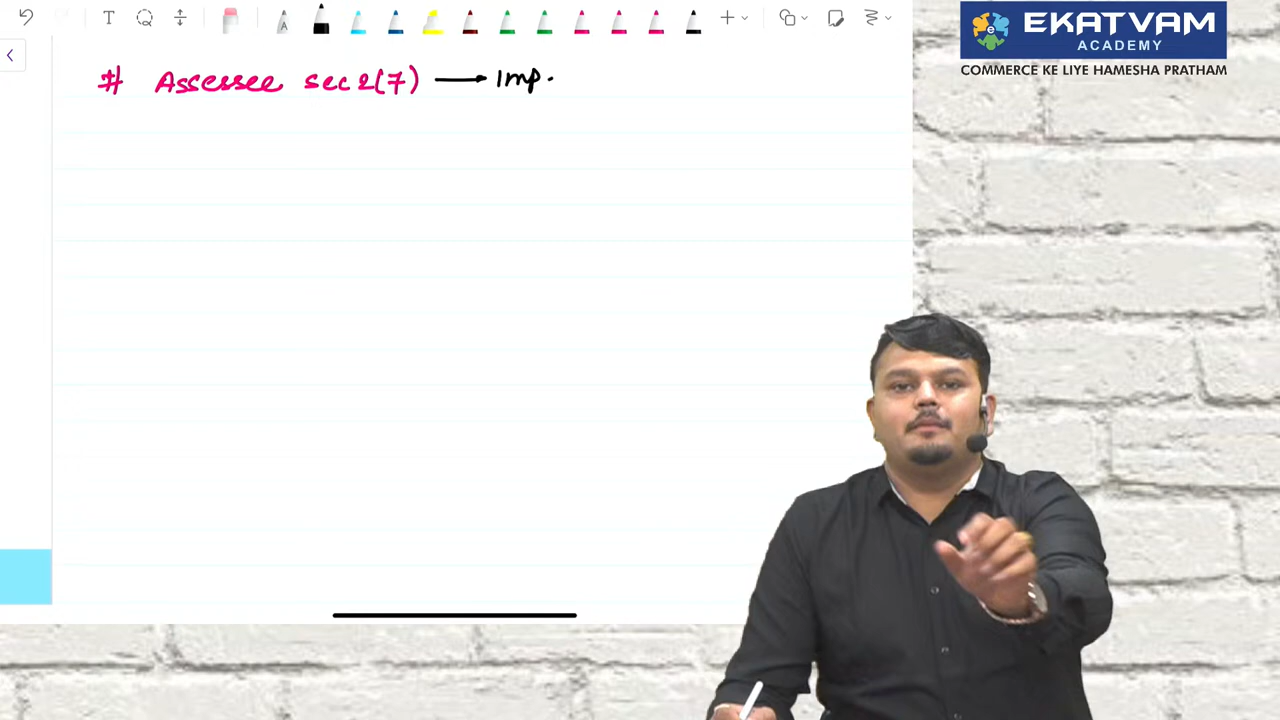 EKATVAM
ACADEMY
COMMERCE KE LIYE HAMESHA PRATHAM
# Assessee sec 2(7) → Imp.
T
A
e